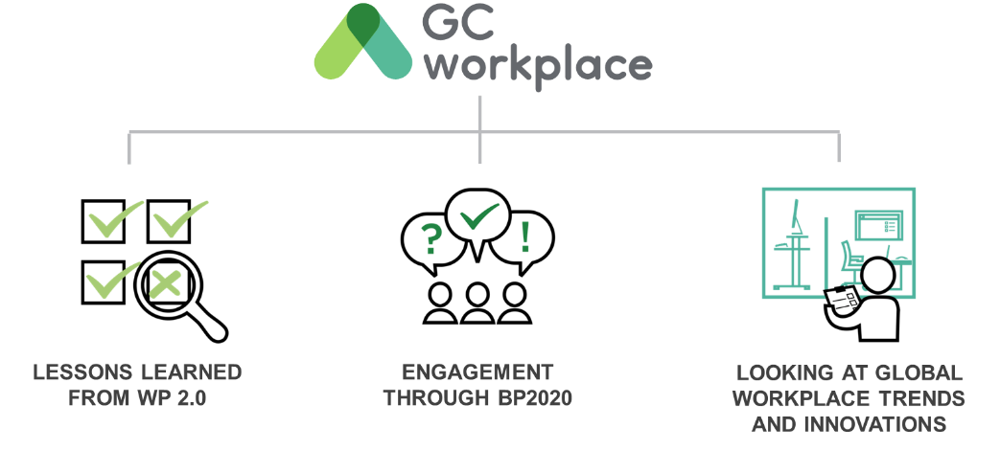 GC
workplace
?
!
LESSONS LEARNED
FROM WP 2.0
ENGAGEMENT
THROUGH BP2020
LOOKING AT GLOBAL
WORKPLACE TRENDS
AND INNOVATIONS